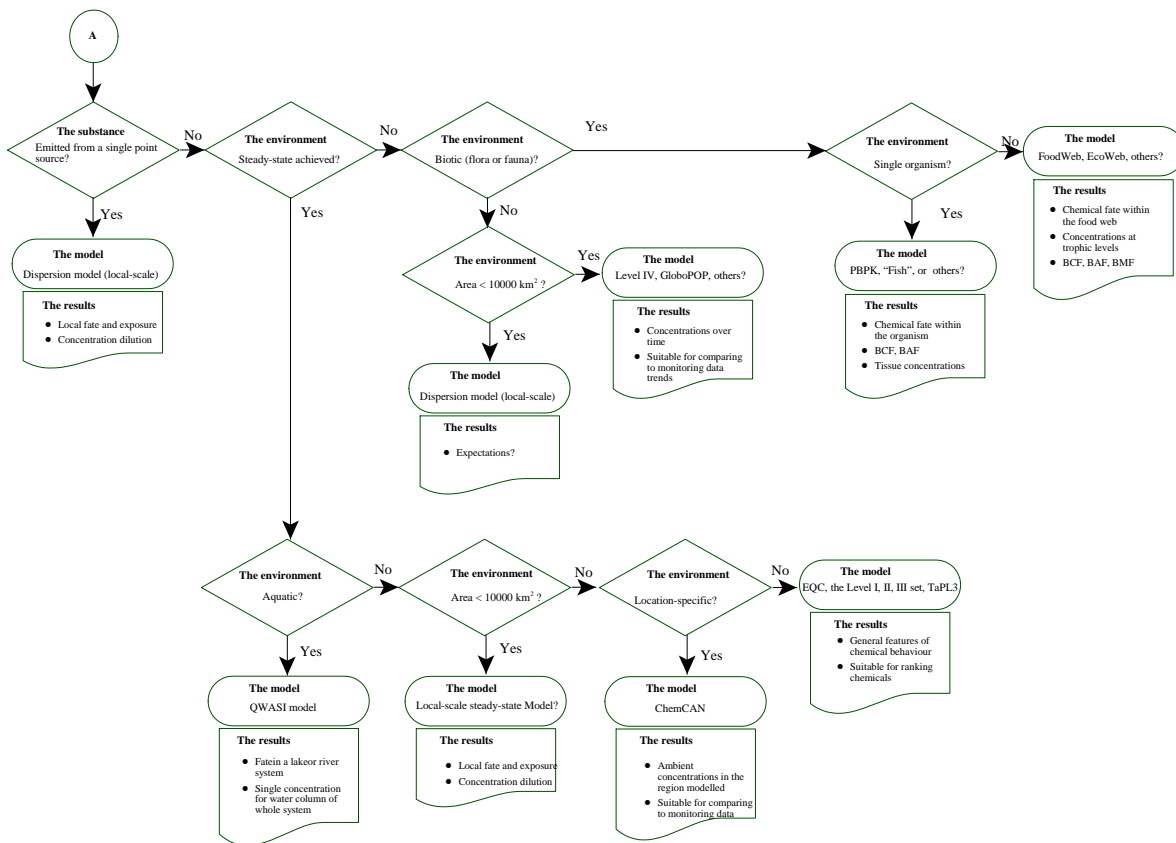 A
The substance
Emitted from a single point
source?
No
The environment
Steady-state achieved?
No
The environment
Biotic (flora or fauna)?
Yes
The environment
Single organism?
No
The model
FoodWeb, EcoWeb, others?
The results
● Chemical fate within
the food web
● Concentrations at
trophic levels
● BCF, BAF, BMF
Yes
The model
Dispersion model (local-scale)
The results
● Local fate and exposure
● Concentration dilution
Yes
No
The environment
Area < 10000 km² ?
Yes
The model
Level IV, GloboPOP, others?
The results
● Concentrations over
time
● Suitable for comparing
to monitoring data
trends
Yes
The model
PBPK, “Fish”, or others?
The results
● Chemical fate within
the organism
● BCF, BAF
● Tissue concentrations
Yes
The model
Dispersion model (local-scale)
The results
● Expectations?
The environment
Aquatic?
No
The environment
Area < 10000 km² ?
No
The environment
Location-specific?
No
The model
EQC, the Level I, II, III set, TaPL3
The results
● General features of
chemical behaviour
● Suitable for ranking
chemicals
Yes
The model
QWASI model
The results
● Fatein a lakeor river
system
● Single concentration
for water column of
whole system
Yes
The model
Local-scale steady-state Model?
The results
● Local fate and exposure
● Concentration dilution
Yes
The model
ChemCAN
The results
● Ambient
concentrations in the
region modelled
● Suitable for comparing
to monitoring data